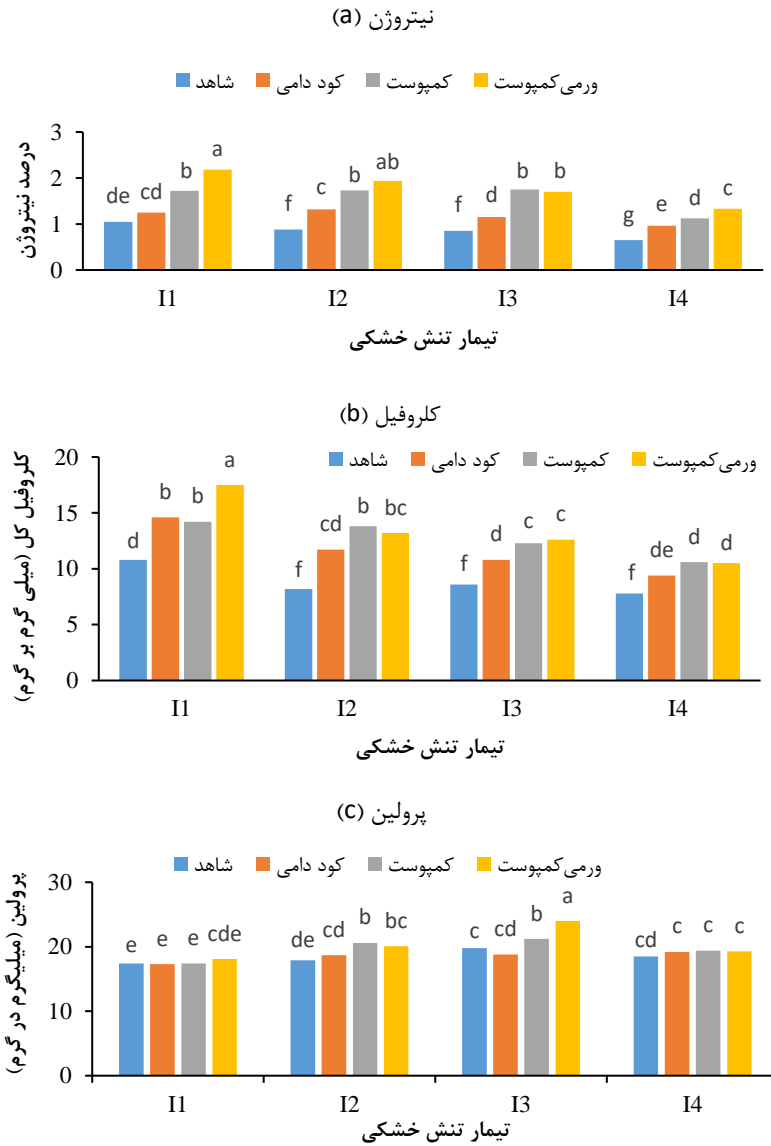 نیتروژن (a)
شاهد کود دامی کمپوست ورمی‌کمپوست
درصد نیتروژن
3
2
1
0
de cd b a f c b ab f d b b g e d c
I1 I2 I3 I4
تیمار تنش خشکی
کلروفیل (b)
شاهد کود دامی کمپوست ورمی‌کمپوست
کلروفیل کل (میلی گرم بر گرم)
20
15
10
5
0
d b b a f cd b bc f d c c f de d d
I1 I2 I3 I4
تیمار تنش خشکی
پرولین (c)
شاهد کود دامی کمپوست ورمی‌کمپوست
پرولین (میلیگرم در گرم)
30
20
10
0
e e e cde de cd b bc c cd b a cd c c c
I1 I2 I3 I4
تیمار تنش خشکی